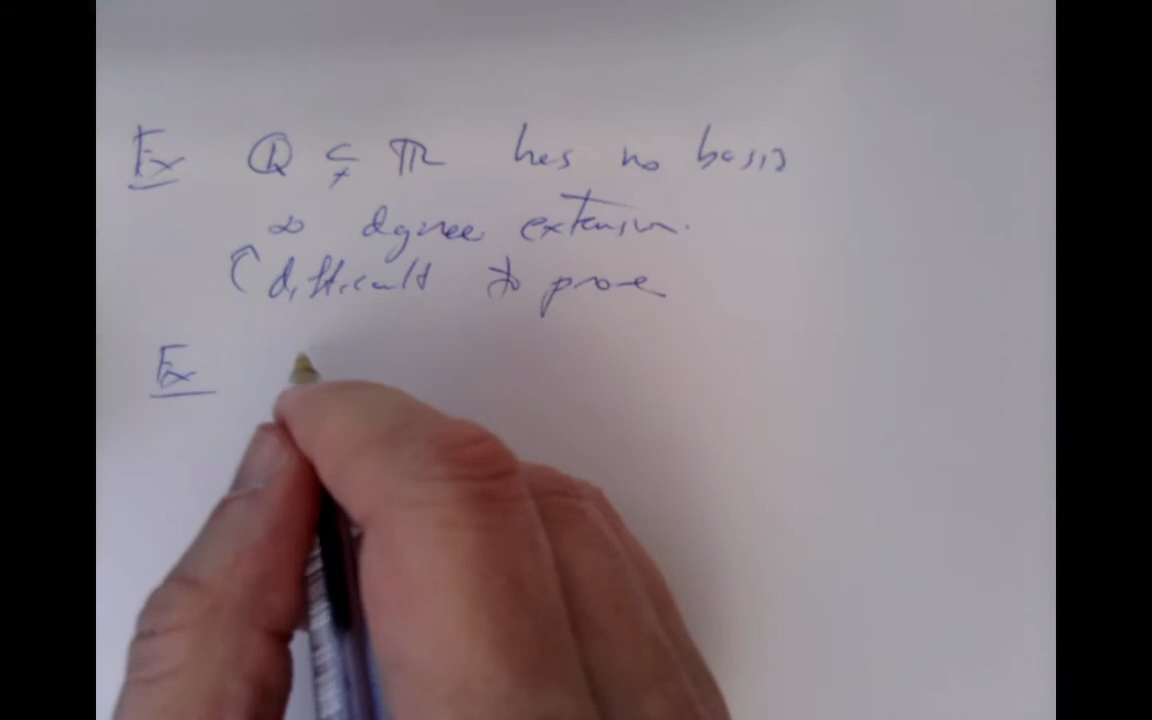 Ex ℚ ⊊ ℝ has no basis
∞ degree extension.
( difficult to prove
Ex